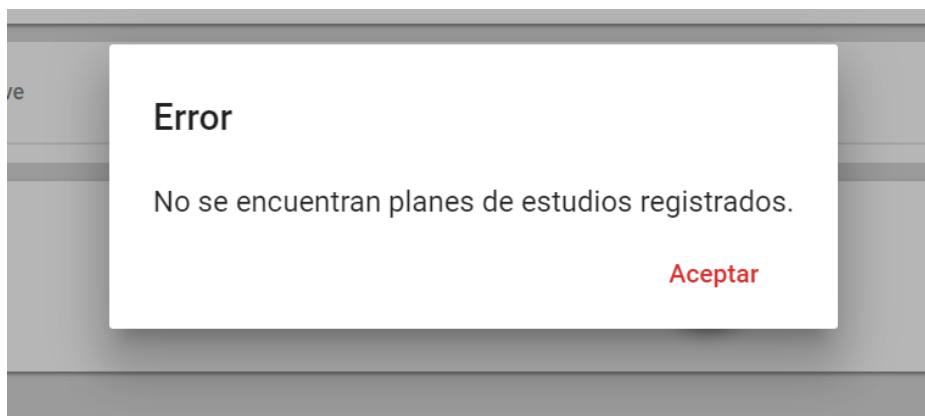 Error
No se encuentran planes de estudios registrados.
Aceptar